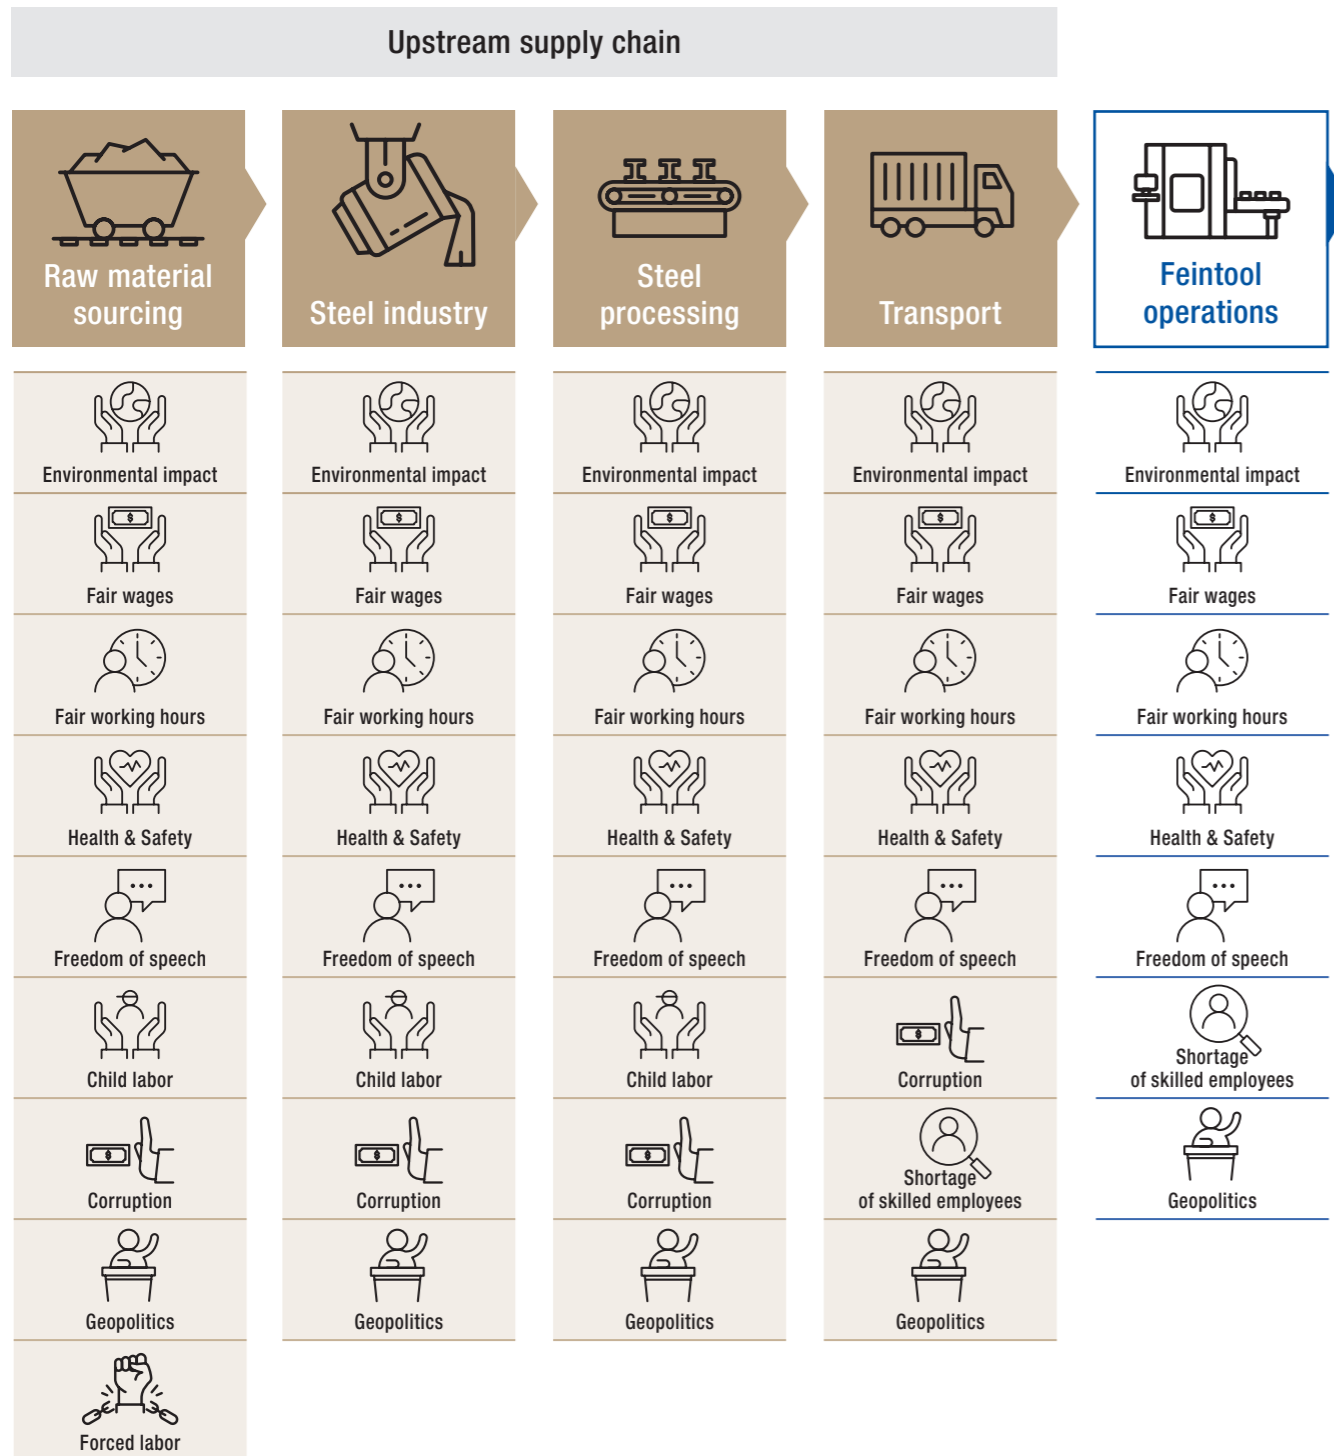 Upstream supply chain
Raw material
sourcing
Steel industry
Steel
processing
Transport
Feintool
operations
Environmental impact
Environmental impact
Environmental impact
Environmental impact
Environmental impact
$
$
$
$
$
Fair wages
Fair wages
Fair wages
Fair wages
Fair wages
Fair working hours
Fair working hours
Fair working hours
Fair working hours
Fair working hours
Health & Safety
Health & Safety
Health & Safety
Health & Safety
Health & Safety
Freedom of speech
Freedom of speech
Freedom of speech
Freedom of speech
Freedom of speech
$
Child labor
Child labor
Child labor
Corruption
Shortage
of skilled employees
$
$
$
Corruption
Corruption
Corruption
Shortage
of skilled employees
Geopolitics
Geopolitics
Geopolitics
Geopolitics
Geopolitics
Forced labor